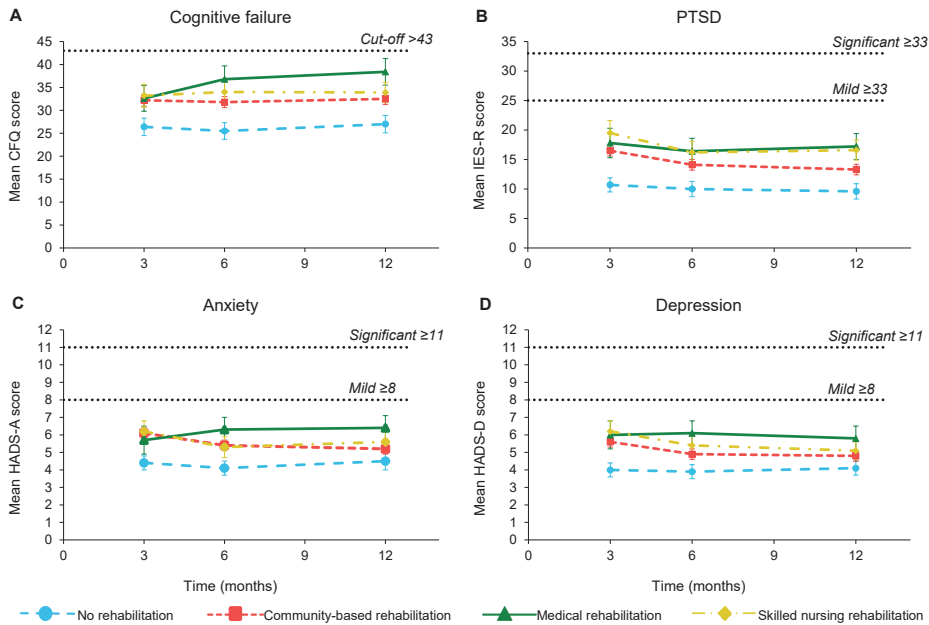 A
Cognitive failure
Mean CFQ score
45
40
35
30
25
20
15
10
5
0
Cut-off >43
0 3 6 9 12
B
PTSD
Mean IES-R score
35
30
25
20
15
10
5
0
Significant ≥33
Mild ≥33
0 3 6 9 12
C
Anxiety
Mean HADS-A score
12
11
10
9
8
7
6
5
4
3
2
1
0
Significant ≥11
Mild ≥8
0 3 6 9 12
Time (months)
D
Depression
Mean HADS-D score
12
11
10
9
8
7
6
5
4
3
2
1
0
Significant ≥11
Mild ≥8
0 3 6 9 12
Time (months)
No rehabilitation
Community-based rehabilitation
Medical rehabilitation
Skilled nursing rehabilitation